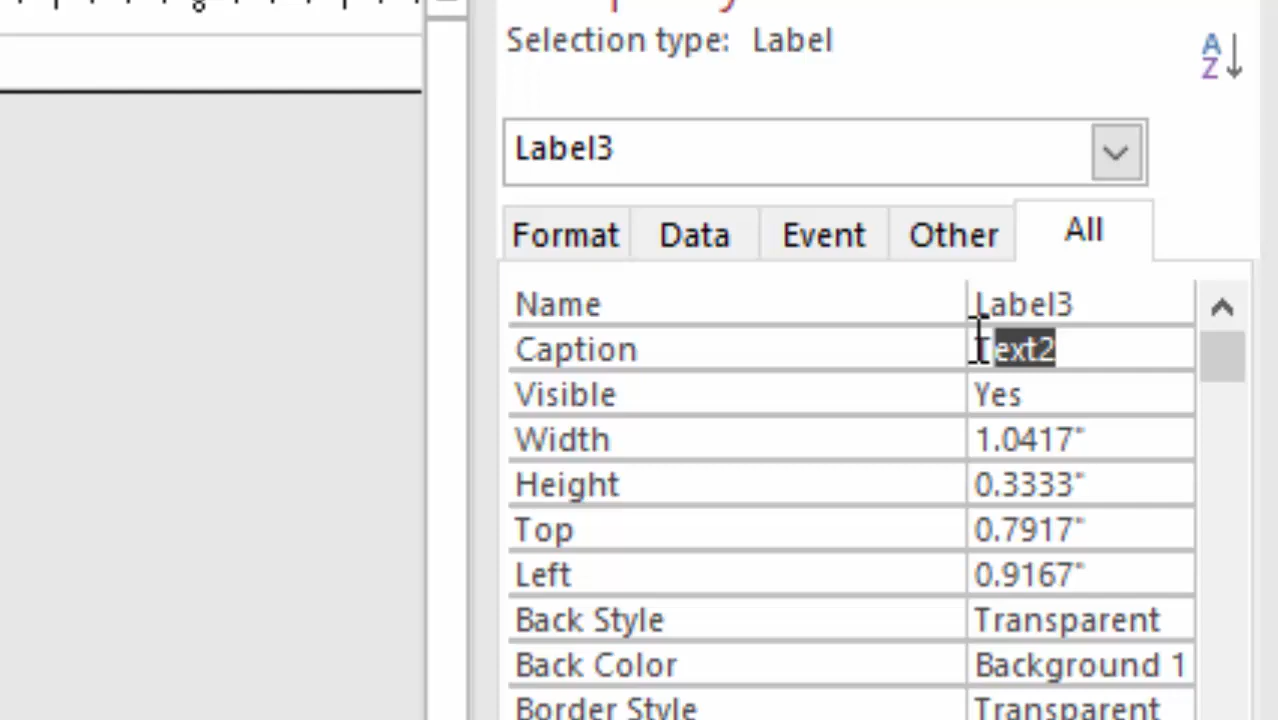 Selection type: Label
Label3
Format Data Event Other All
Name Label3
Caption Text2
Visible Yes
Width 1.0417"
Height 0.3333"
Top 0.7917"
Left 0.9167"
Back Style Transparent
Back Color Background 1
Border Style Transparent